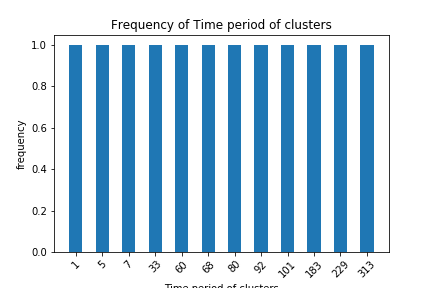 Frequency of Time period of clusters
1.0
0.8
0.6
0.4
0.2
0.0
frequency
1 5 7 33 60 68 80 92 101 183 229 313
Time period of clusters